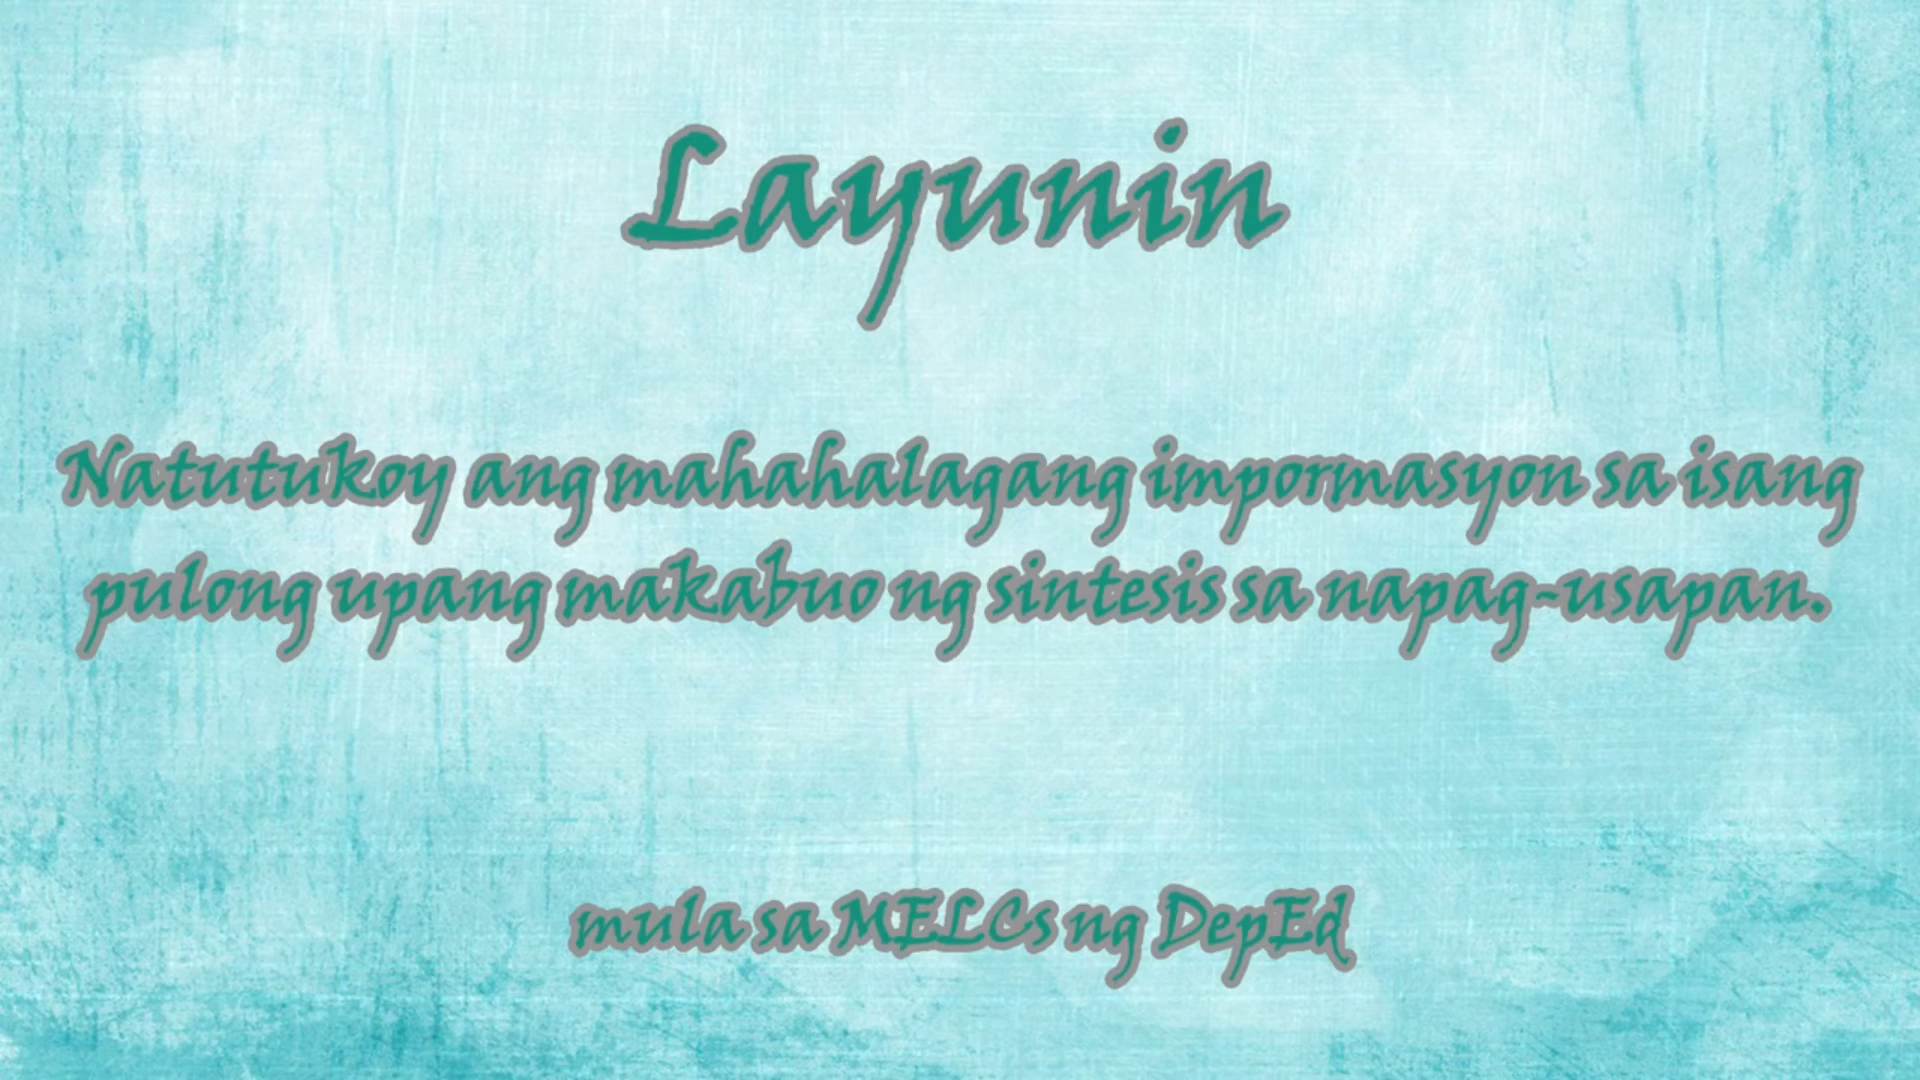 Layunin
Natutukoy ang mahahalagang impormasyon sa isang
pulong upang makabuo ng sintesis sa napag-usapan.
mula sa MELCs ng DepEd